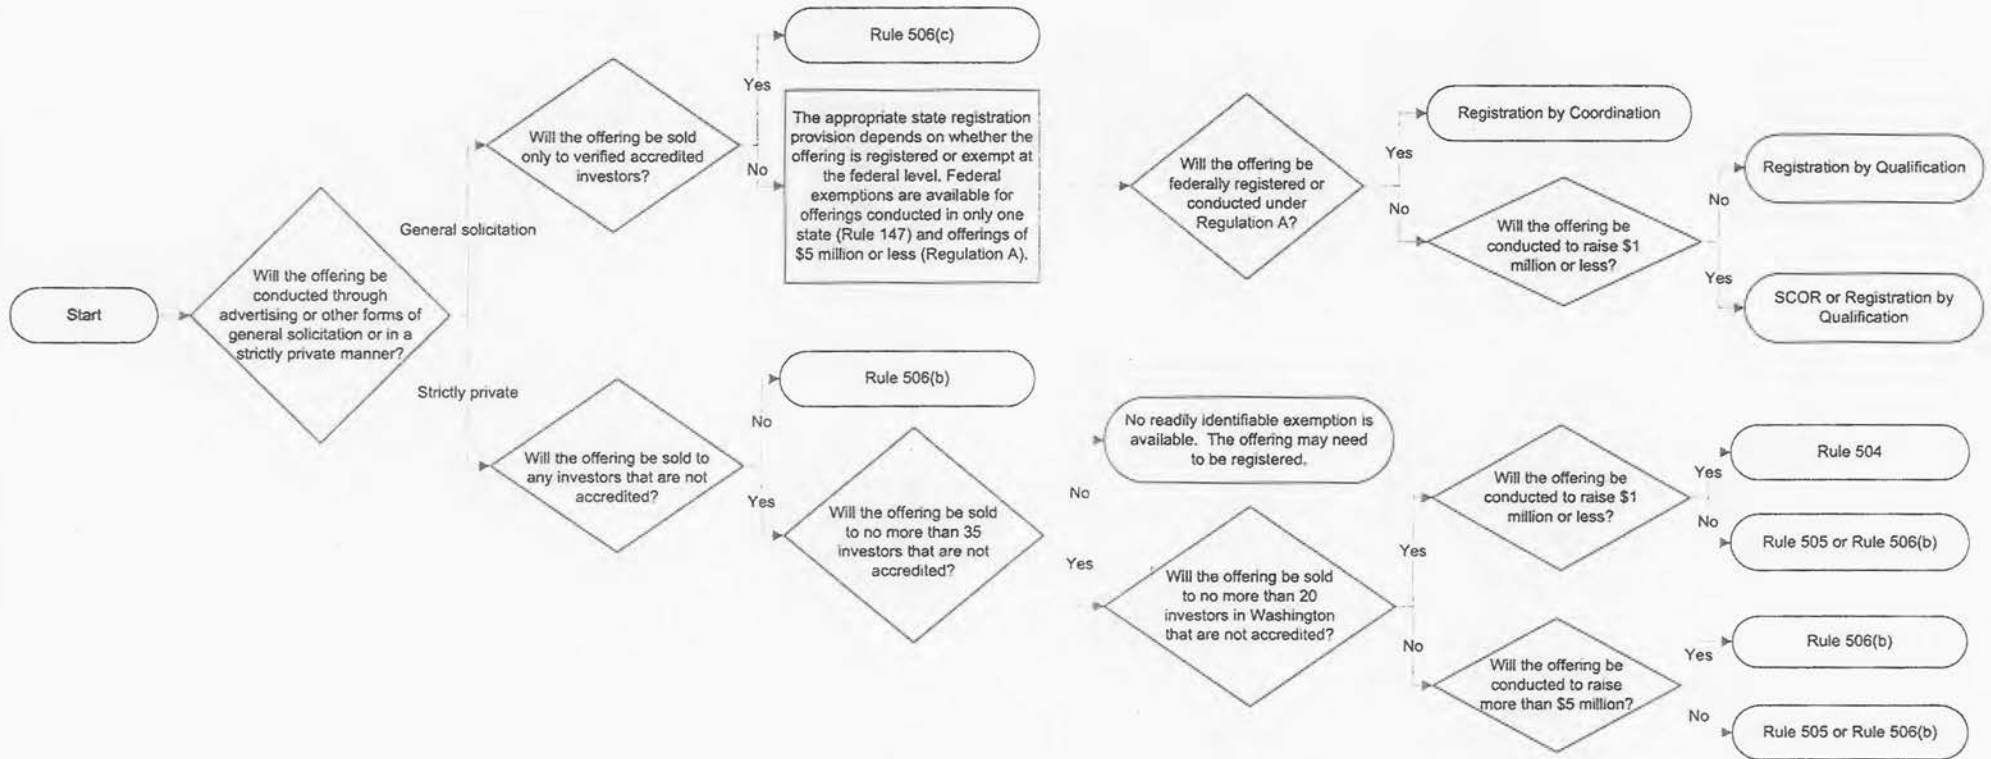 Start
Will the offering be
conducted through
advertising or other forms of
general solicitation or in a
strictly private manner?
General solicitation
Strictly private
Will the offering be sold
only to verified accredited
investors?
Yes
No
Rule 506(c)
The appropriate state registration
provision depends on whether the
offering is registered or exempt at
the federal level. Federal
exemptions are available for
offerings conducted in only one
state (Rule 147) and offerings of
$5 million or less (Regulation A).
Will the offering be
federally registered or
conducted under
Regulation A?
Yes
No
Registration by Coordination
Will the offering be
conducted to raise $1
million or less?
No
Yes
Registration by Qualification
SCOR or Registration by
Qualification
Will the offering be sold to
any investors that are not
accredited?
No
Yes
Rule 506(b)
Will the offering be sold
to no more than 35
investors that are not
accredited?
No
Yes
No readily identifiable exemption is
available. The offering may need
to be registered.
Will the offering be sold
to no more than 20
investors in Washington
that are not accredited?
Yes
No
Will the offering be
conducted to raise $1
million or less?
Yes
No
Rule 504
Rule 505 or Rule 506(b)
Will the offering be
conducted to raise
more than $5 million?
Yes
No
Rule 506(b)
Rule 505 or Rule 506(b)